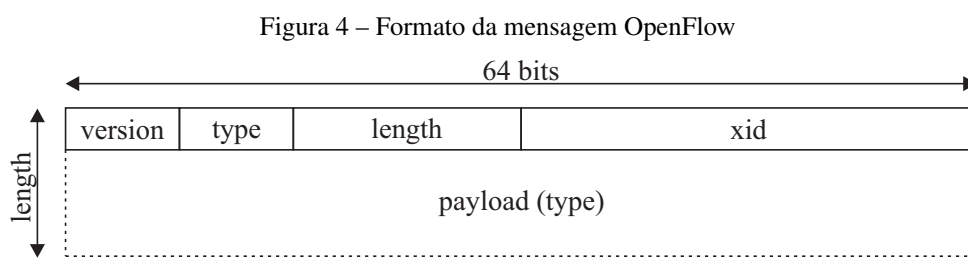 Figura 4 – Formato da mensagem OpenFlow
64 bits
version type length xid
length
payload (type)